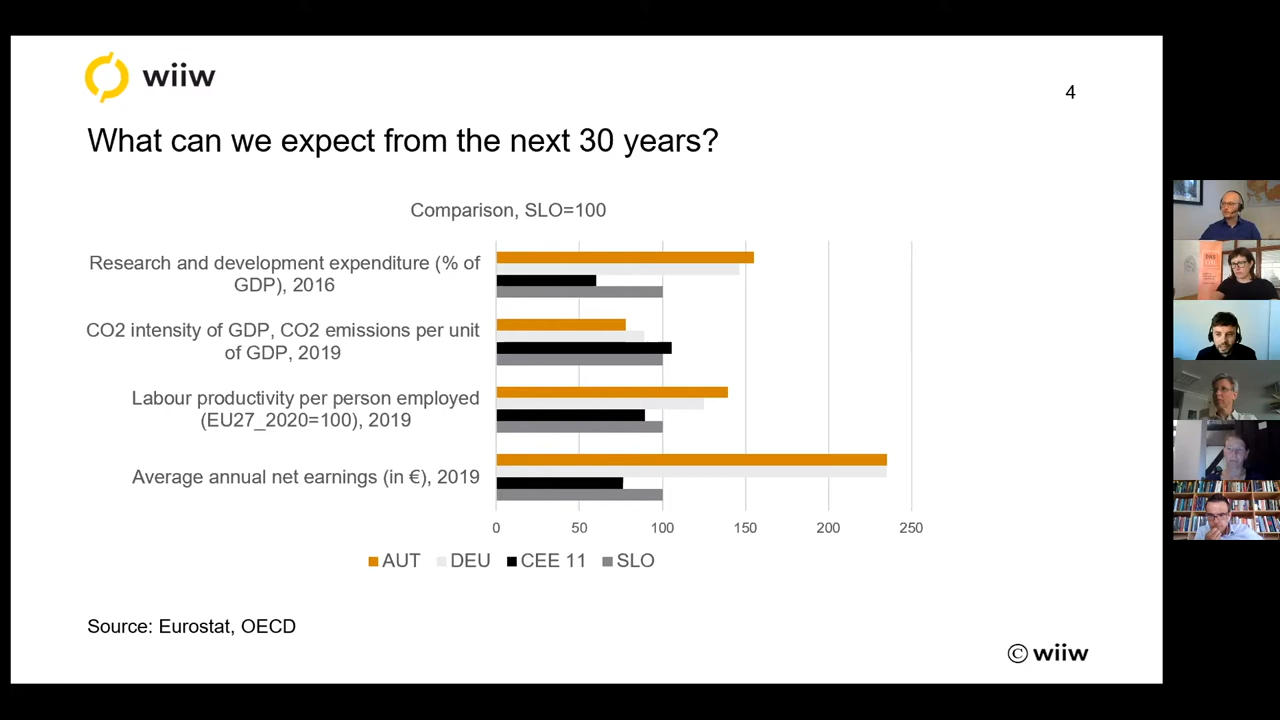 wiiw
4
What can we expect from the next 30 years?
Comparison, SLO=100
Research and development expenditure (% of
GDP), 2016
CO2 intensity of GDP, CO2 emissions per unit
of GDP, 2019
Labour productivity per person employed
(EU27_2020=100), 2019
Average annual net earnings (in €), 2019
0 50 100 150 200 250
AUT DEU CEE 11 SLO
Source: Eurostat, OECD
© wiiw